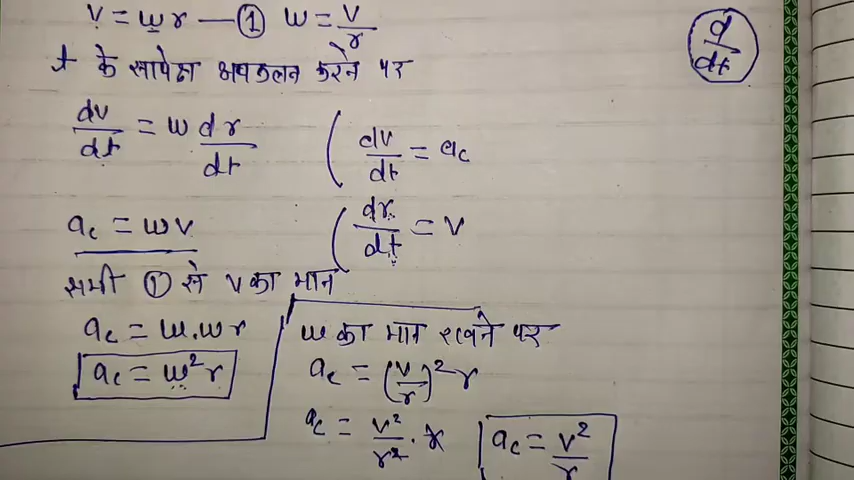 v = ωr — ① ω = v/r
d/dt
t के सापेक्ष अवकलन करने पर
dv/dt = ω dr/dt
( dv/dt = ac
ac = ωv
( dr/dt = v
समी ① से v का मान
ac = ω.ωr
ac = ω²r
ω का मान रखने पर
ac = (v/r)² r
ac = v²/r² . r
ac = v²/r